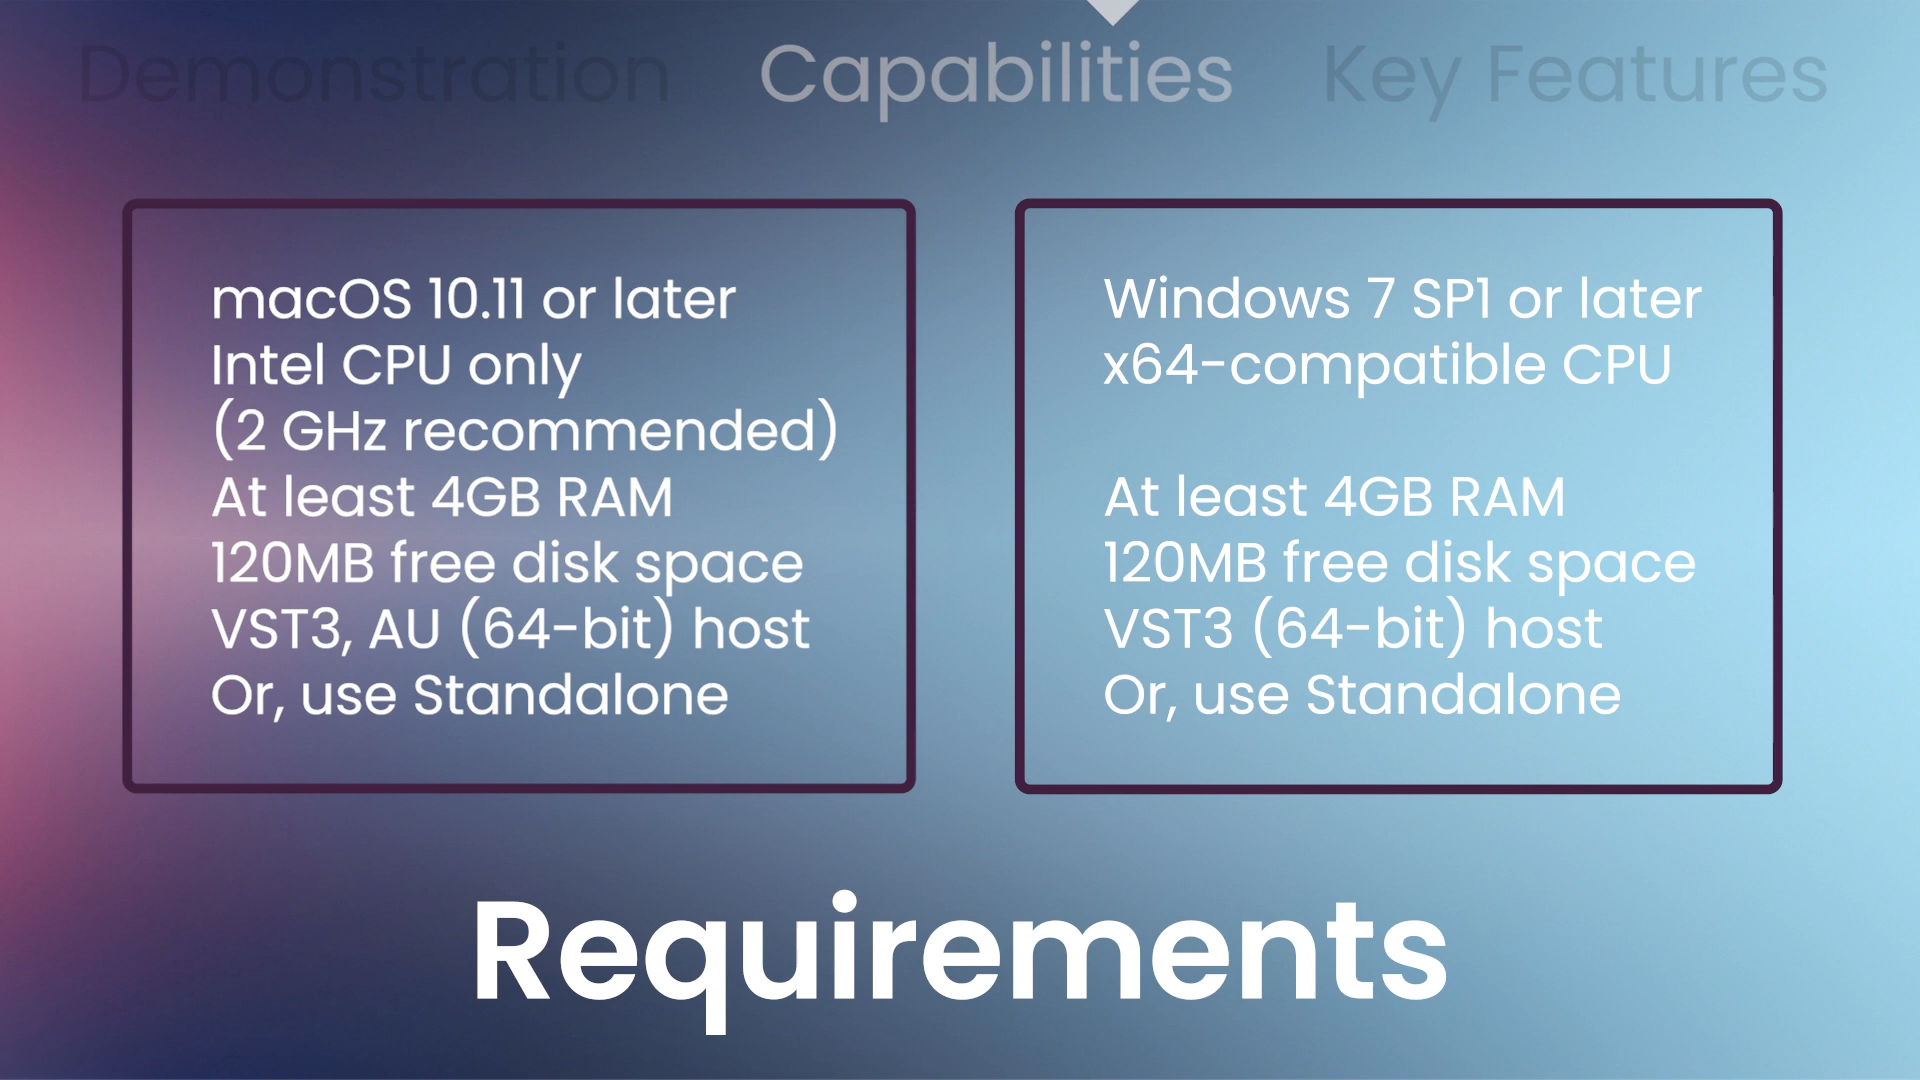 Demonstration Capabilities Key Features
macOS 10.11 or later
Intel CPU only
(2 GHz recommended)
At least 4GB RAM
120MB free disk space
VST3, AU (64-bit) host
Or, use Standalone
Windows 7 SP1 or later
x64-compatible CPU
At least 4GB RAM
120MB free disk space
VST3 (64-bit) host
Or, use Standalone
Requirements